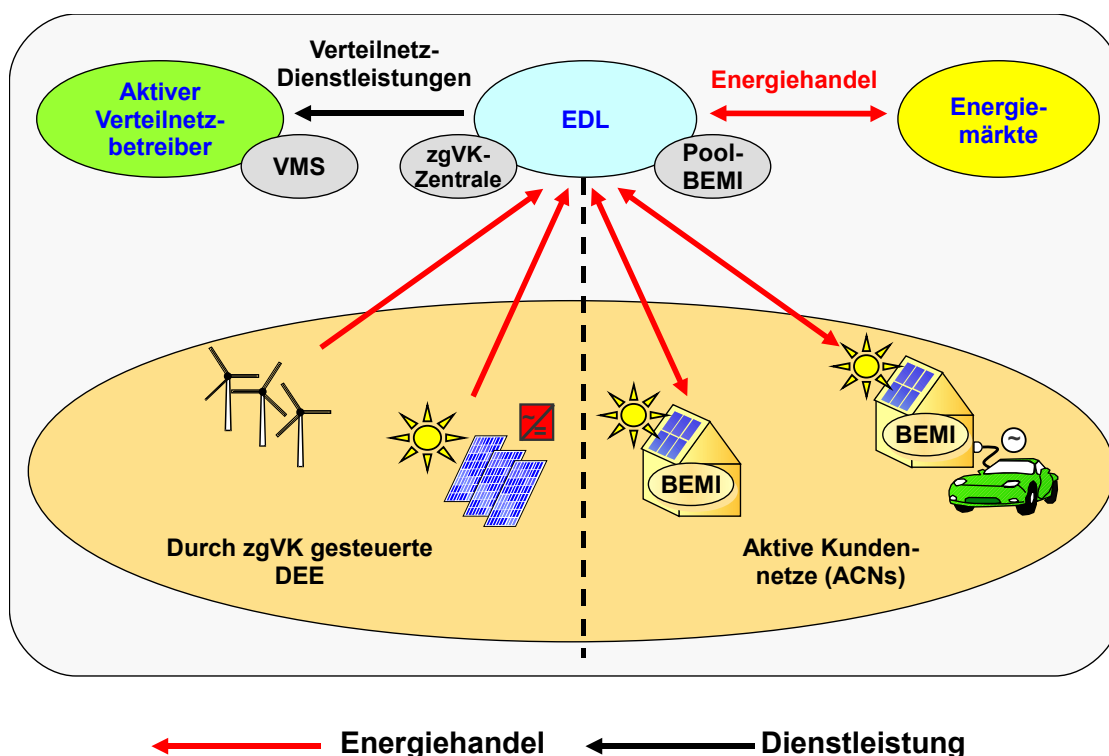 Verteilnetz-
Dienstleistungen
Energiehandel
Aktiver
Verteilnetz-
betreiber
EDL
Energie-
märkte
VMS
zgVK-
Zentrale
Pool-
BEMI
~
=
BEMI
BEMI
~
Durch zgVK gesteuerte
DEE
Aktive Kunden-
netze (ACNs)
Energiehandel
Dienstleistung